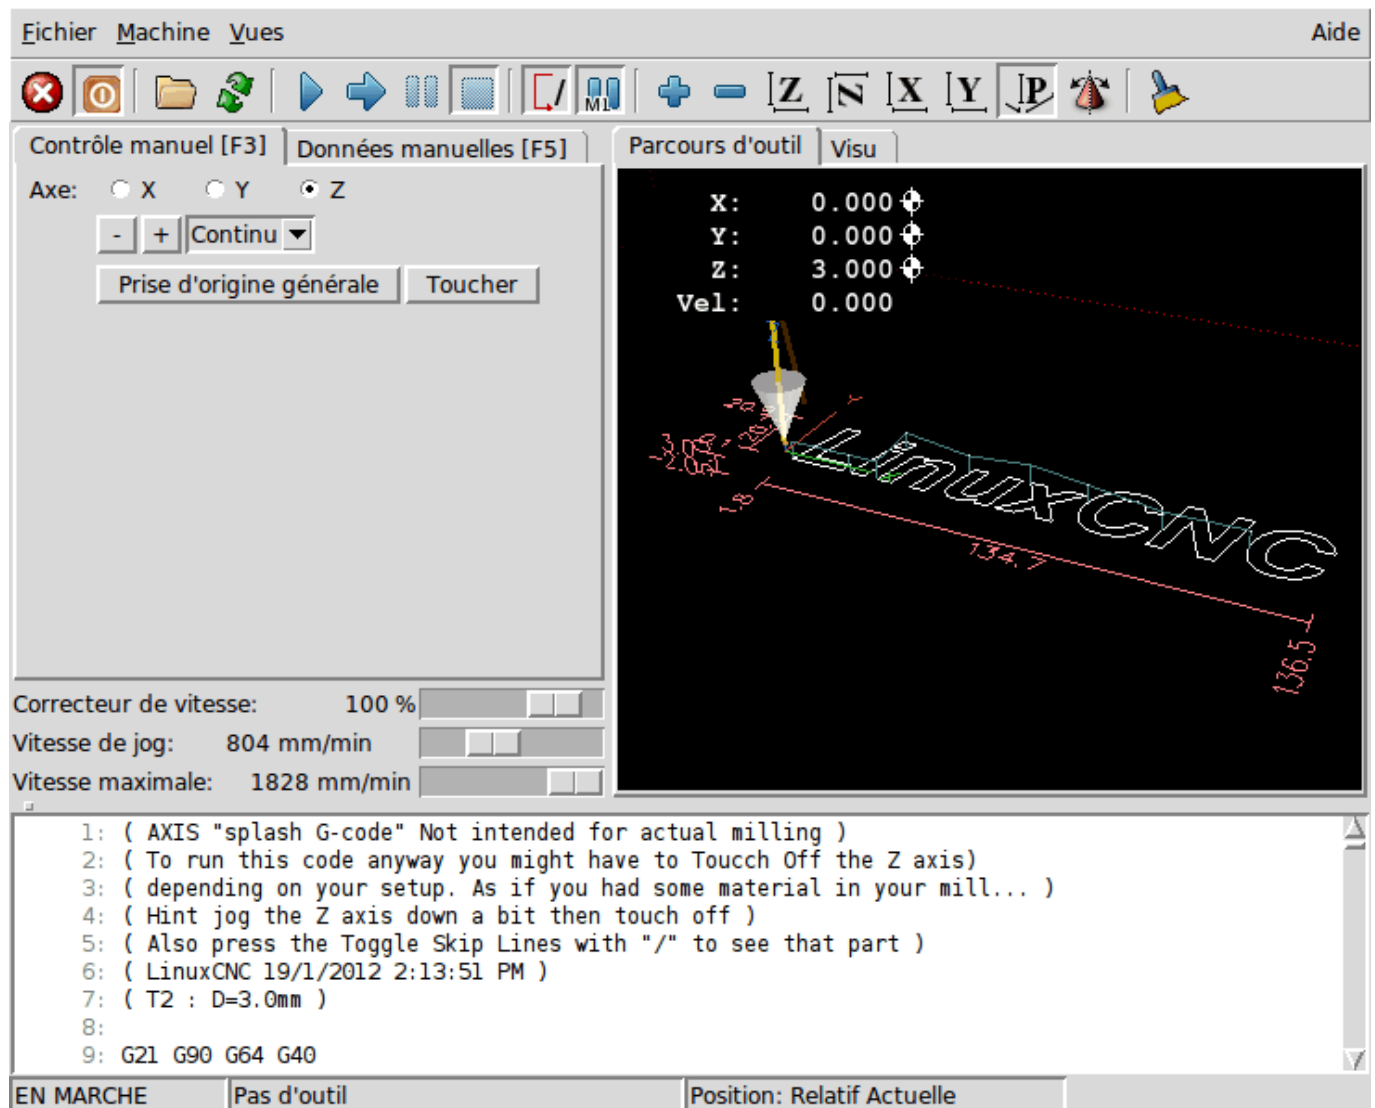 Fichier Machine Vues Aide
M1 Z N X Y P
Contrôle manuel [F3] Données manuelles [F5] Parcours d'outil Visu
Axe: X Y Z
- + Continu
Prise d'origine générale Toucher
X: 0.000
Y: 0.000
Z: 3.000
Vel: 0.000
Y
LinuxCNC
1.8
134.7
136.5
Correcteur de vitesse: 100 %
Vitesse de jog: 804 mm/min
Vitesse maximale: 1828 mm/min
1: ( AXIS "splash G-code" Not intended for actual milling )
2: ( To run this code anyway you might have to Toucch Off the Z axis)
3: ( depending on your setup. As if you had some material in your mill... )
4: ( Hint jog the Z axis down a bit then touch off )
5: ( Also press the Toggle Skip Lines with "/" to see that part )
6: ( LinuxCNC 19/1/2012 2:13:51 PM )
7: ( T2 : D=3.0mm )
8:
9: G21 G90 G64 G40
EN MARCHE Pas d'outil Position: Relatif Actuelle